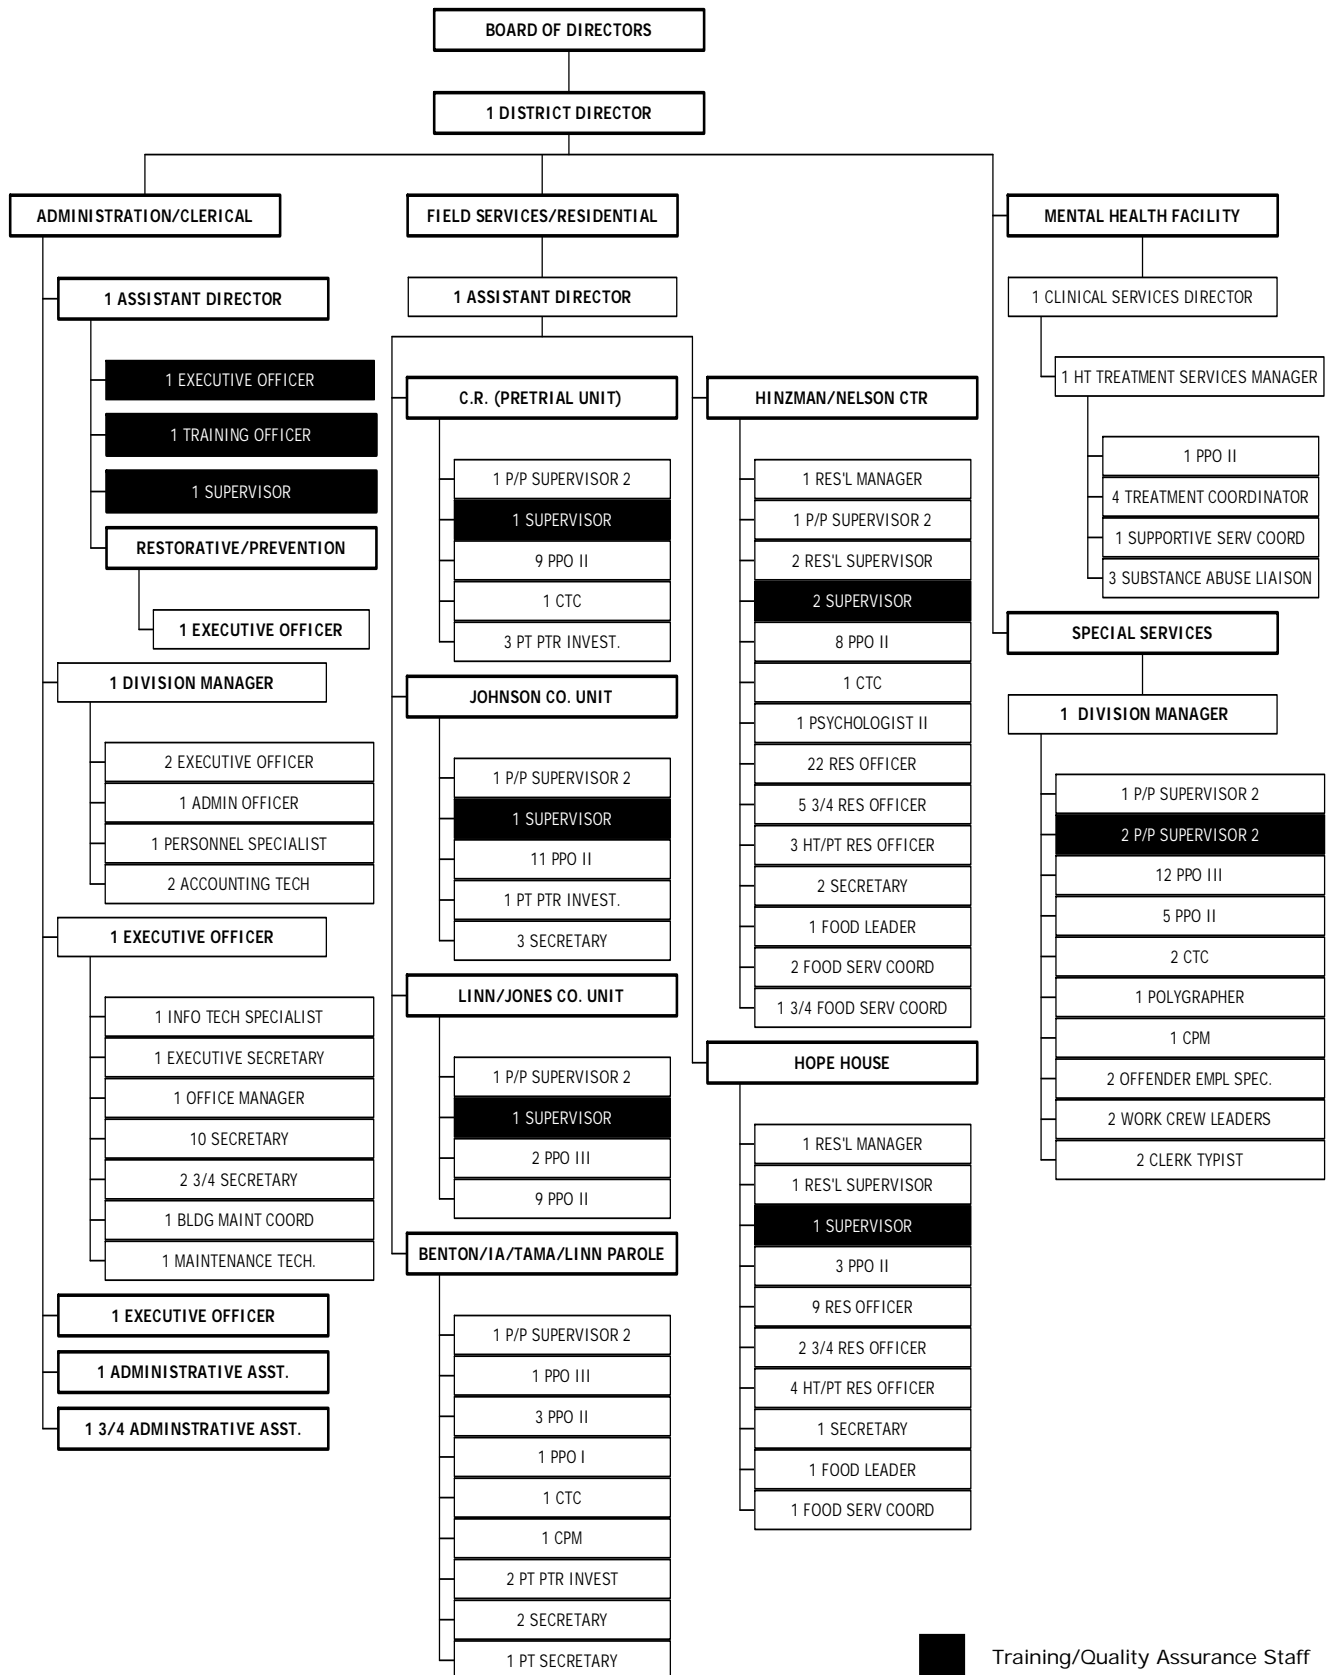 BOARD OF DIRECTORS
1 DISTRICT DIRECTOR
ADMINISTRATION/CLERICAL
1 ASSISTANT DIRECTOR
1 EXECUTIVE OFFICER
1 TRAINING OFFICER
1 SUPERVISOR
RESTORATIVE/PREVENTION
1 EXECUTIVE OFFICER
1 DIVISION MANAGER
2 EXECUTIVE OFFICER
1 ADMIN OFFICER
1 PERSONNEL SPECIALIST
2 ACCOUNTING TECH
1 EXECUTIVE OFFICER
1 INFO TECH SPECIALIST
1 EXECUTIVE SECRETARY
1 OFFICE MANAGER
10 SECRETARY
2 3/4 SECRETARY
1 BLDG MAINT COORD
1 MAINTENANCE TECH.
1 EXECUTIVE OFFICER
1 ADMINISTRATIVE ASST.
1 3/4 ADMINSTRATIVE ASST.
FIELD SERVICES/RESIDENTIAL
1 ASSISTANT DIRECTOR
C.R. (PRETRIAL UNIT)
1 P/P SUPERVISOR 2
1 SUPERVISOR
9 PPO II
1 CTC
3 PT PTR INVEST.
JOHNSON CO. UNIT
1 P/P SUPERVISOR 2
1 SUPERVISOR
11 PPO II
1 PT PTR INVEST.
3 SECRETARY
LINN/JONES CO. UNIT
1 P/P SUPERVISOR 2
1 SUPERVISOR
2 PPO III
9 PPO II
BENTON/IA/TAMA/LINN PAROLE
1 P/P SUPERVISOR 2
1 PPO III
3 PPO II
1 PPO I
1 CTC
1 CPM
2 PT PTR INVEST
2 SECRETARY
1 PT SECRETARY
HINZMAN/NELSON CTR
1 RES'L MANAGER
1 P/P SUPERVISOR 2
2 RES'L SUPERVISOR
2 SUPERVISOR
8 PPO II
1 CTC
1 PSYCHOLOGIST II
22 RES OFFICER
5 3/4 RES OFFICER
3 HT/PT RES OFFICER
2 SECRETARY
1 FOOD LEADER
2 FOOD SERV COORD
1 3/4 FOOD SERV COORD
HOPE HOUSE
1 RES'L MANAGER
1 RES'L SUPERVISOR
1 SUPERVISOR
3 PPO II
9 RES OFFICER
2 3/4 RES OFFICER
4 HT/PT RES OFFICER
1 SECRETARY
1 FOOD LEADER
1 FOOD SERV COORD
MENTAL HEALTH FACILITY
1 CLINICAL SERVICES DIRECTOR
1 HT TREATMENT SERVICES MANAGER
1 PPO II
4 TREATMENT COORDINATOR
1 SUPPORTIVE SERV COORD
3 SUBSTANCE ABUSE LIAISON
SPECIAL SERVICES
1 DIVISION MANAGER
1 P/P SUPERVISOR 2
2 P/P SUPERVISOR 2
12 PPO III
5 PPO II
2 CTC
1 POLYGRAPHER
1 CPM
2 OFFENDER EMPL SPEC.
2 WORK CREW LEADERS
2 CLERK TYPIST
Training/Quality Assurance Staff